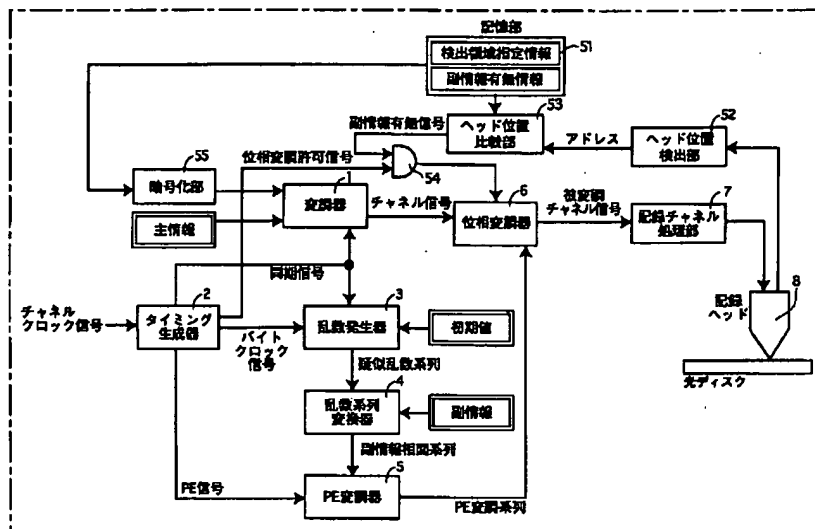 記憶部
51
検出領域指定情報
副情報有無情報
53
52
副情報有無信号
ヘッド位置
比較部
アドレス
ヘッド位置
検出部
位相変調許可信号
54
55
暗号化部
1
変調器
チャネル信号
6
位相変調器
被変調
チャネル信号
7
記録チャネル
処理部
主情報
同期信号
2
3
記録
ヘッド
8
チャネル
クロック信号
タイミング
生成器
バイト
クロック
信号
乱数発生器
初期値
疑似乱数系列
光ディスク
4
乱数系列
変換器
副情報
副情報相関系列
5
PE信号
PE変調器
PE変調系列